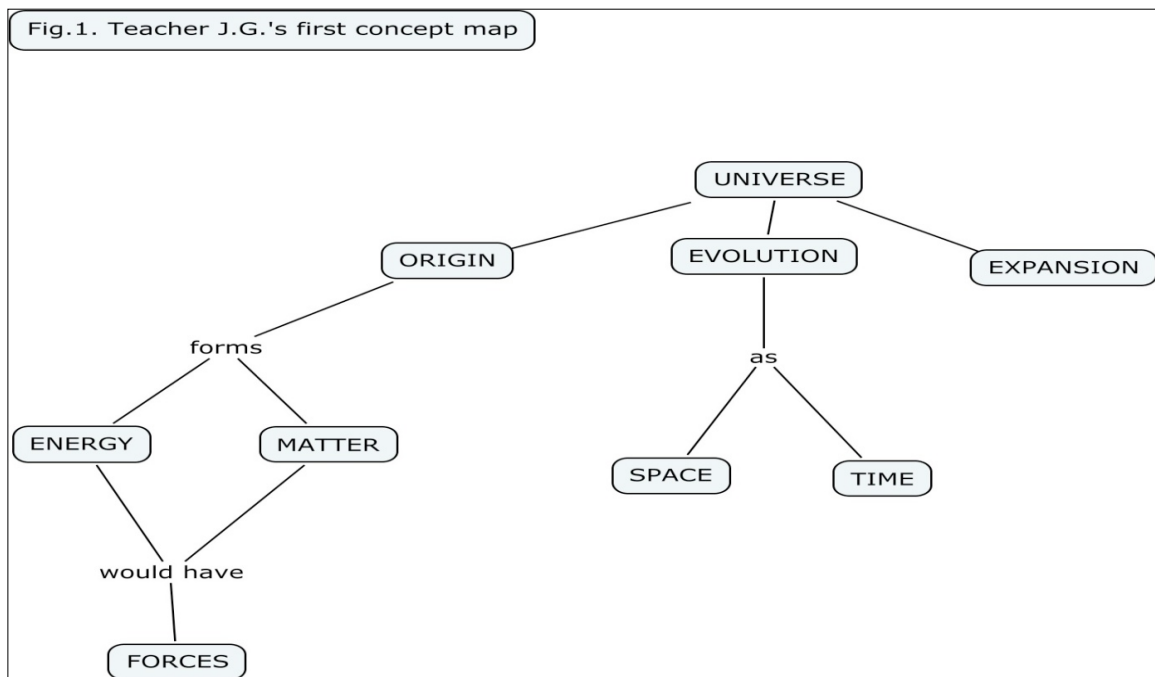 Fig.1. Teacher J.G.'s first concept map
UNIVERSE
ORIGIN
EVOLUTION
EXPANSION
forms
as
ENERGY
MATTER
SPACE
TIME
would have
FORCES